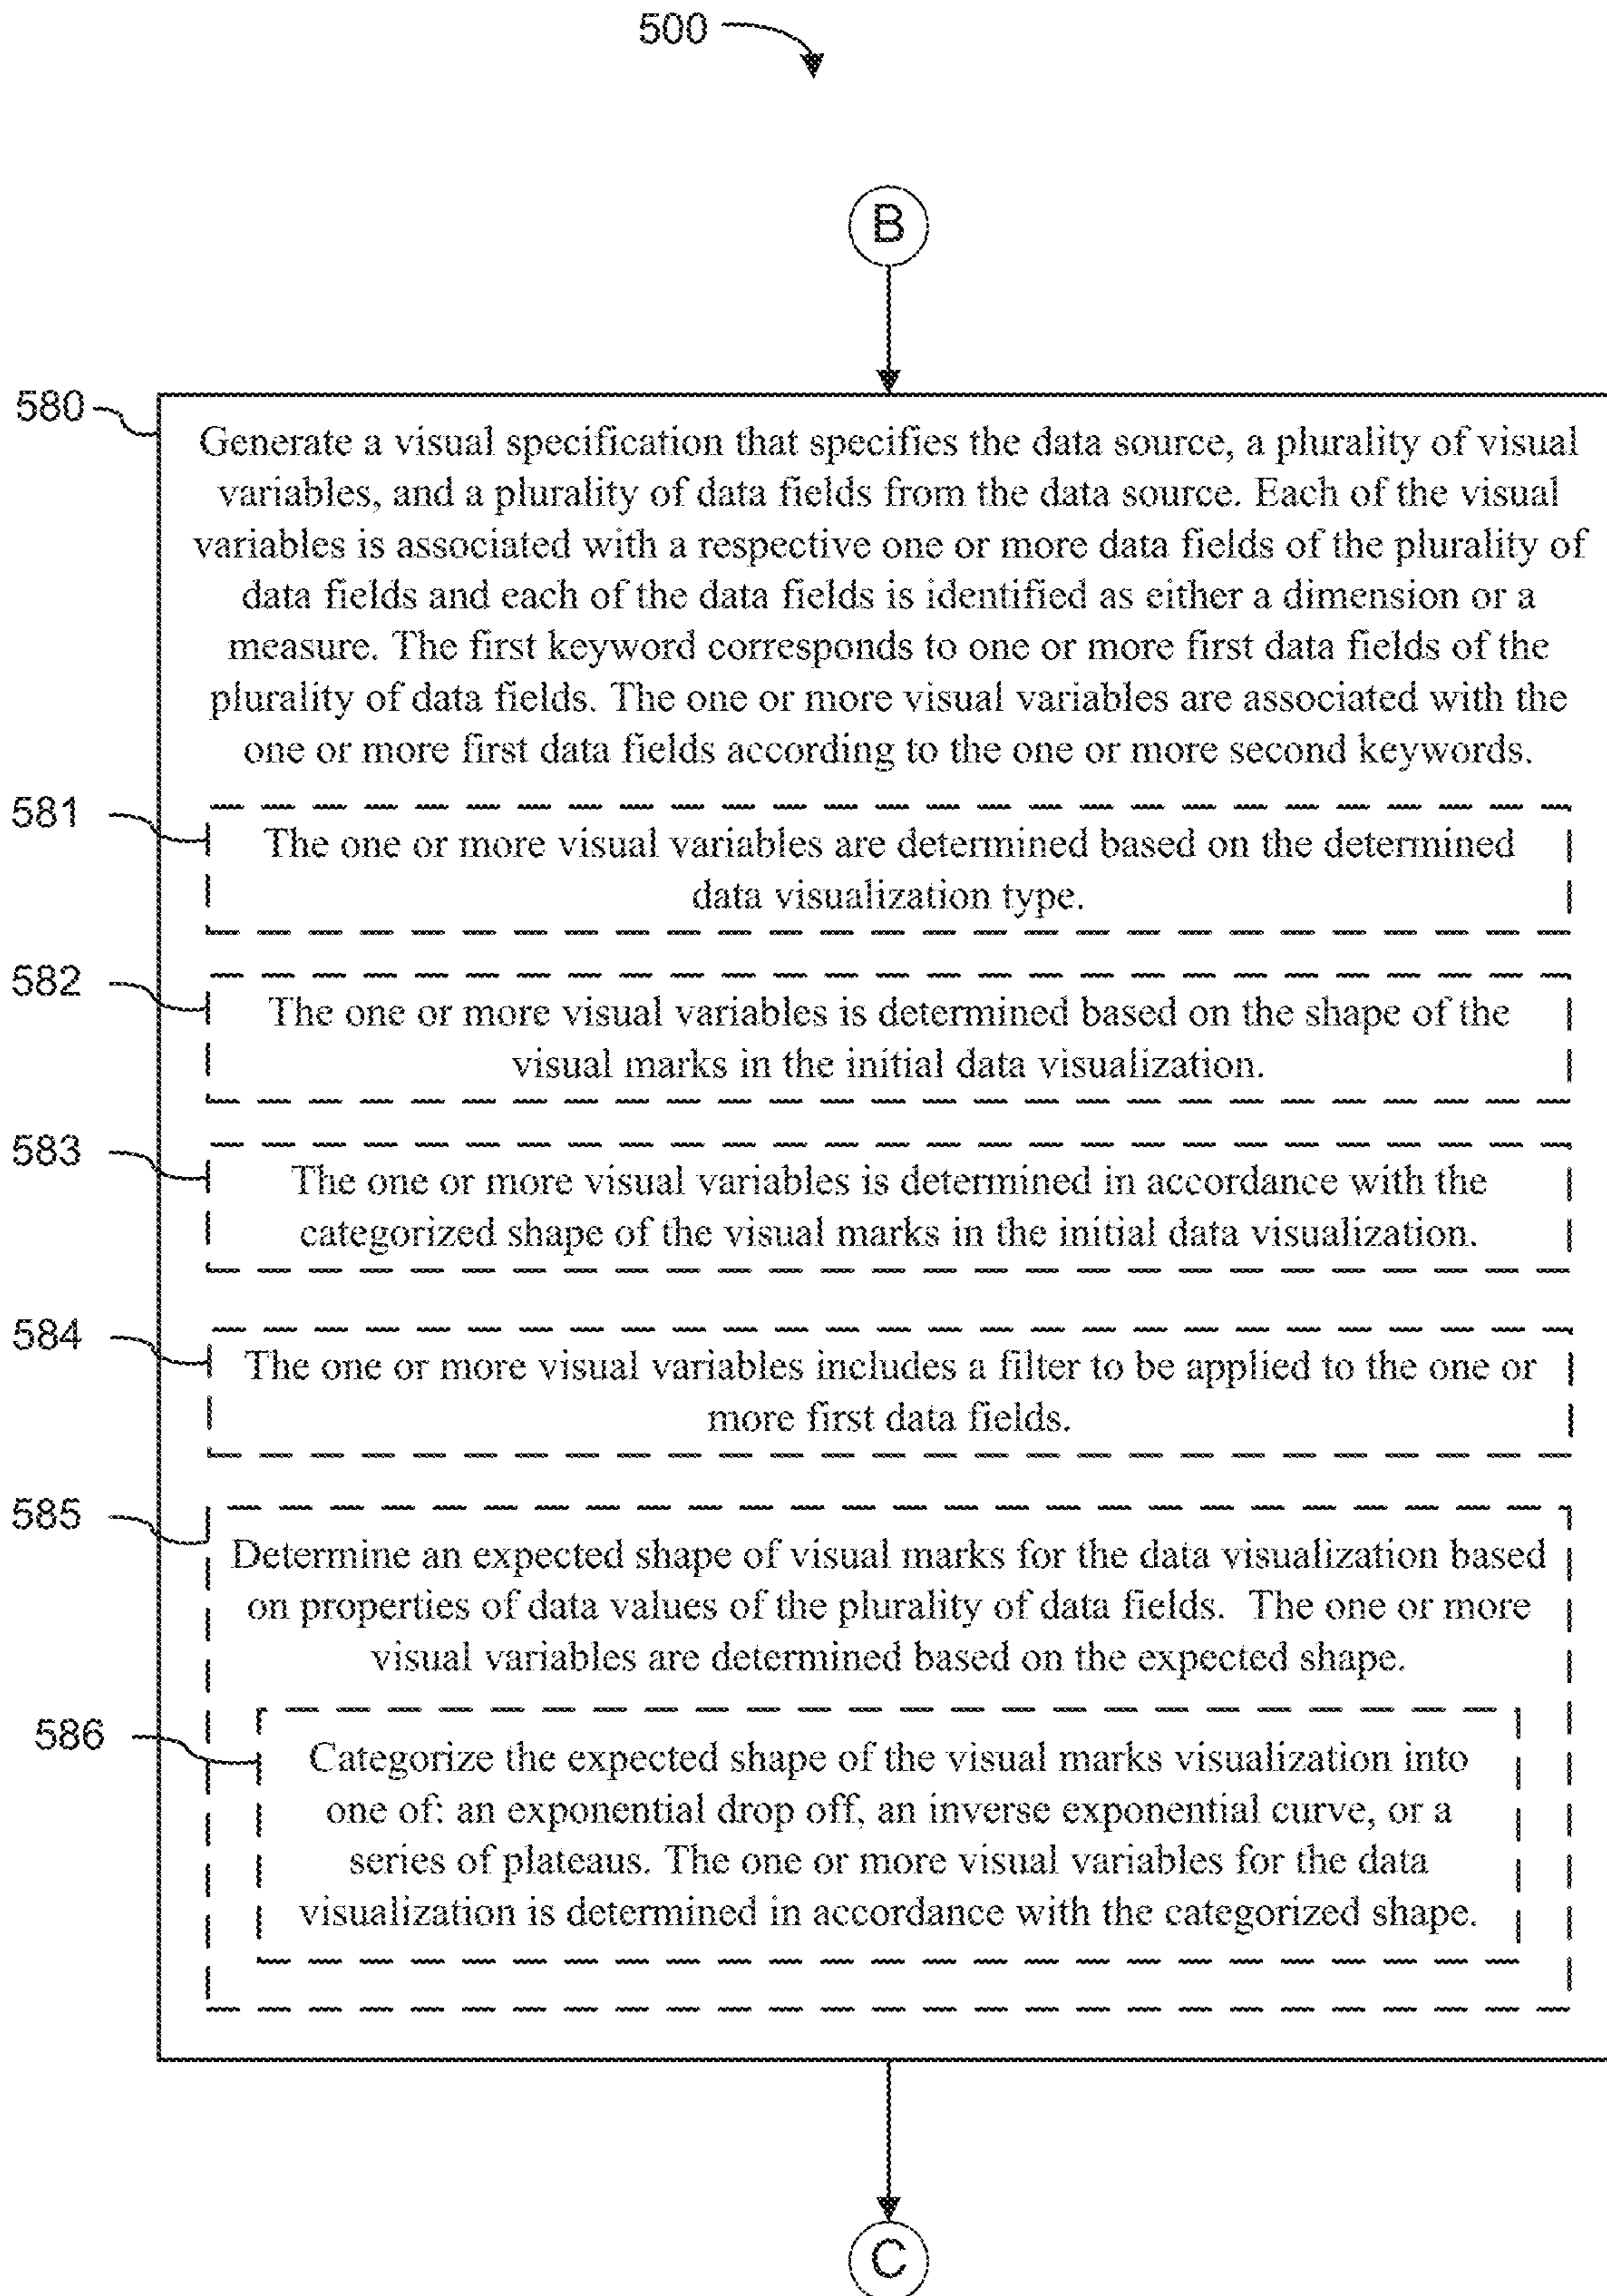 500
B
580
Generate a visual specification that specifies the data source, a plurality of visual
variables, and a plurality of data fields from the data source. Each of the visual
variables is associated with a respective one or more data fields of the plurality of
data fields and each of the data fields is identified as either a dimension or a
measure. The first keyword corresponds to one or more first data fields of the
plurality of data fields. The one or more visual variables are associated with the
one or more first data fields according to the one or more second keywords.
581
The one or more visual variables are determined based on the determined
data visualization type.
582
The one or more visual variables is determined based on the shape of the
visual marks in the initial data visualization.
583
The one or more visual variables is determined in accordance with the
categorized shape of the visual marks in the initial data visualization.
584
The one or more visual variables includes a filter to be applied to the one or
more first data fields.
585
Determine an expected shape of visual marks for the data visualization based
on properties of data values of the plurality of data fields.  The one or more
visual variables are determined based on the expected shape.
586
Categorize the expected shape of the visual marks visualization into
one of: an exponential drop off, an inverse exponential curve, or a
series of plateaus. The one or more visual variables for the data
visualization is determined in accordance with the categorized shape.
C